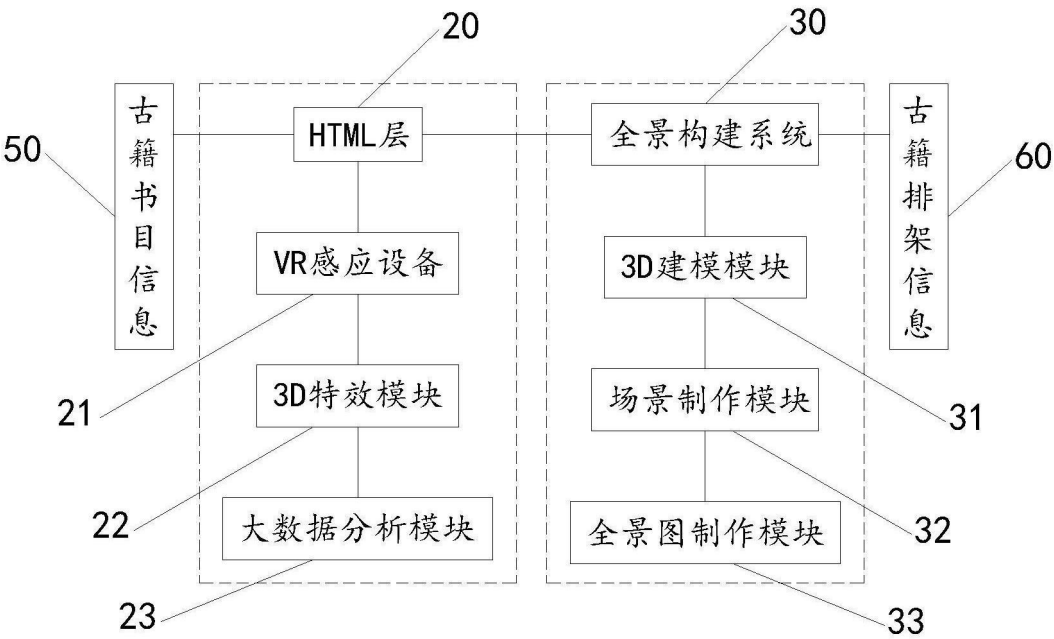 20
30
50
古籍书目信息
HTML层
全景构建系统
古籍排架信息
60
VR感应设备
3D建模模块
21
3D特效模块
场景制作模块
31
22
大数据分析模块
全景图制作模块
32
23
33